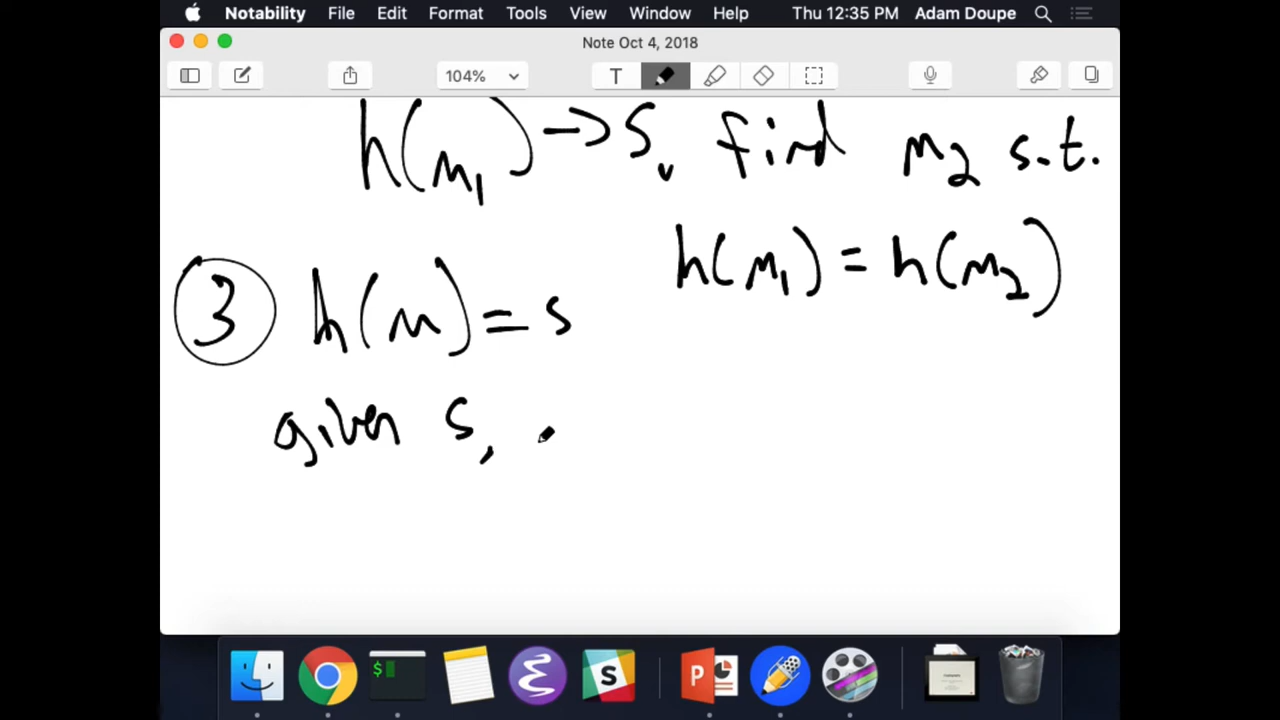 Notability File Edit Format Tools View Window Help Thu 12:35 PM Adam Doupe
Note Oct 4, 2018
104% T
h(m₁) → s, find m₂ s.t.
h(m₁) = h(m₂)
③ h(m) = s
given s,
$
S
P